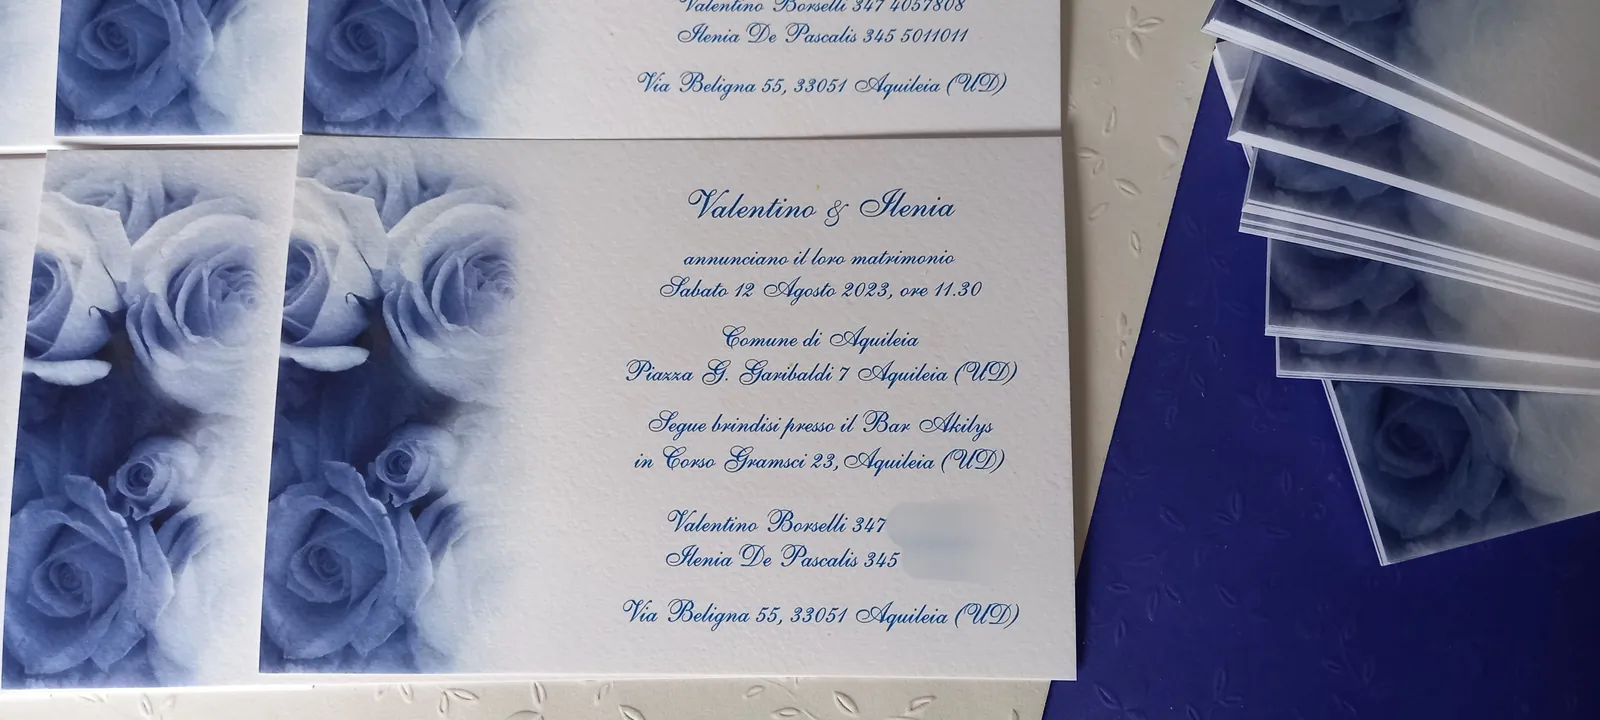 Valentino Borselli 347 4057808
Ilenia De Pascalis 345 5011011
Via Beligna 55, 33051 Aquileia (UD)
Valentino & Ilenia
annunciano il loro matrimonio
Sabato 12 Agosto 2023, ore 11.30
Comune di Aquileia
Piazza G. Garibaldi 7 Aquileia (UD)
Segue brindisi presso il Bar Akilys
in Corso Gramsci 23, Aquileia (UD)
Valentino Borselli 347
Ilenia De Pascalis 345
Via Beligna 55, 33051 Aquileia (UD)